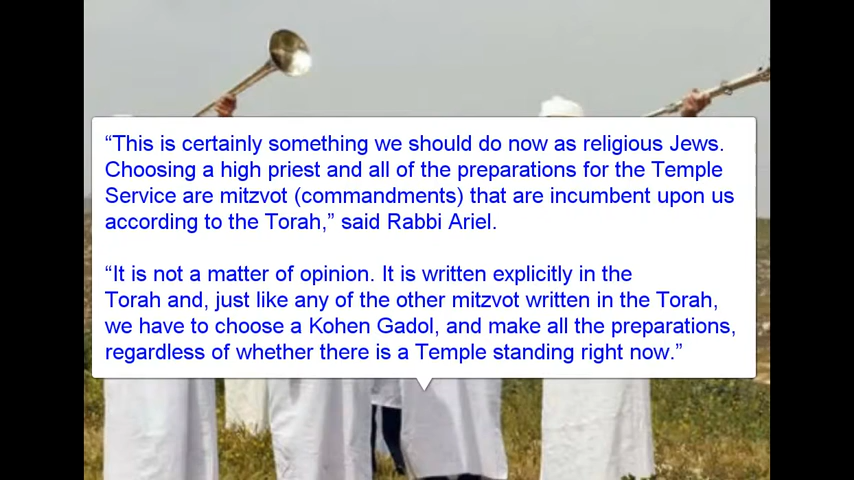 “This is certainly something we should do now as religious Jews.
Choosing a high priest and all of the preparations for the Temple
Service are mitzvot (commandments) that are incumbent upon us
according to the Torah,” said Rabbi Ariel.
“It is not a matter of opinion. It is written explicitly in the
Torah and, just like any of the other mitzvot written in the Torah,
we have to choose a Kohen Gadol, and make all the preparations,
regardless of whether there is a Temple standing right now.”